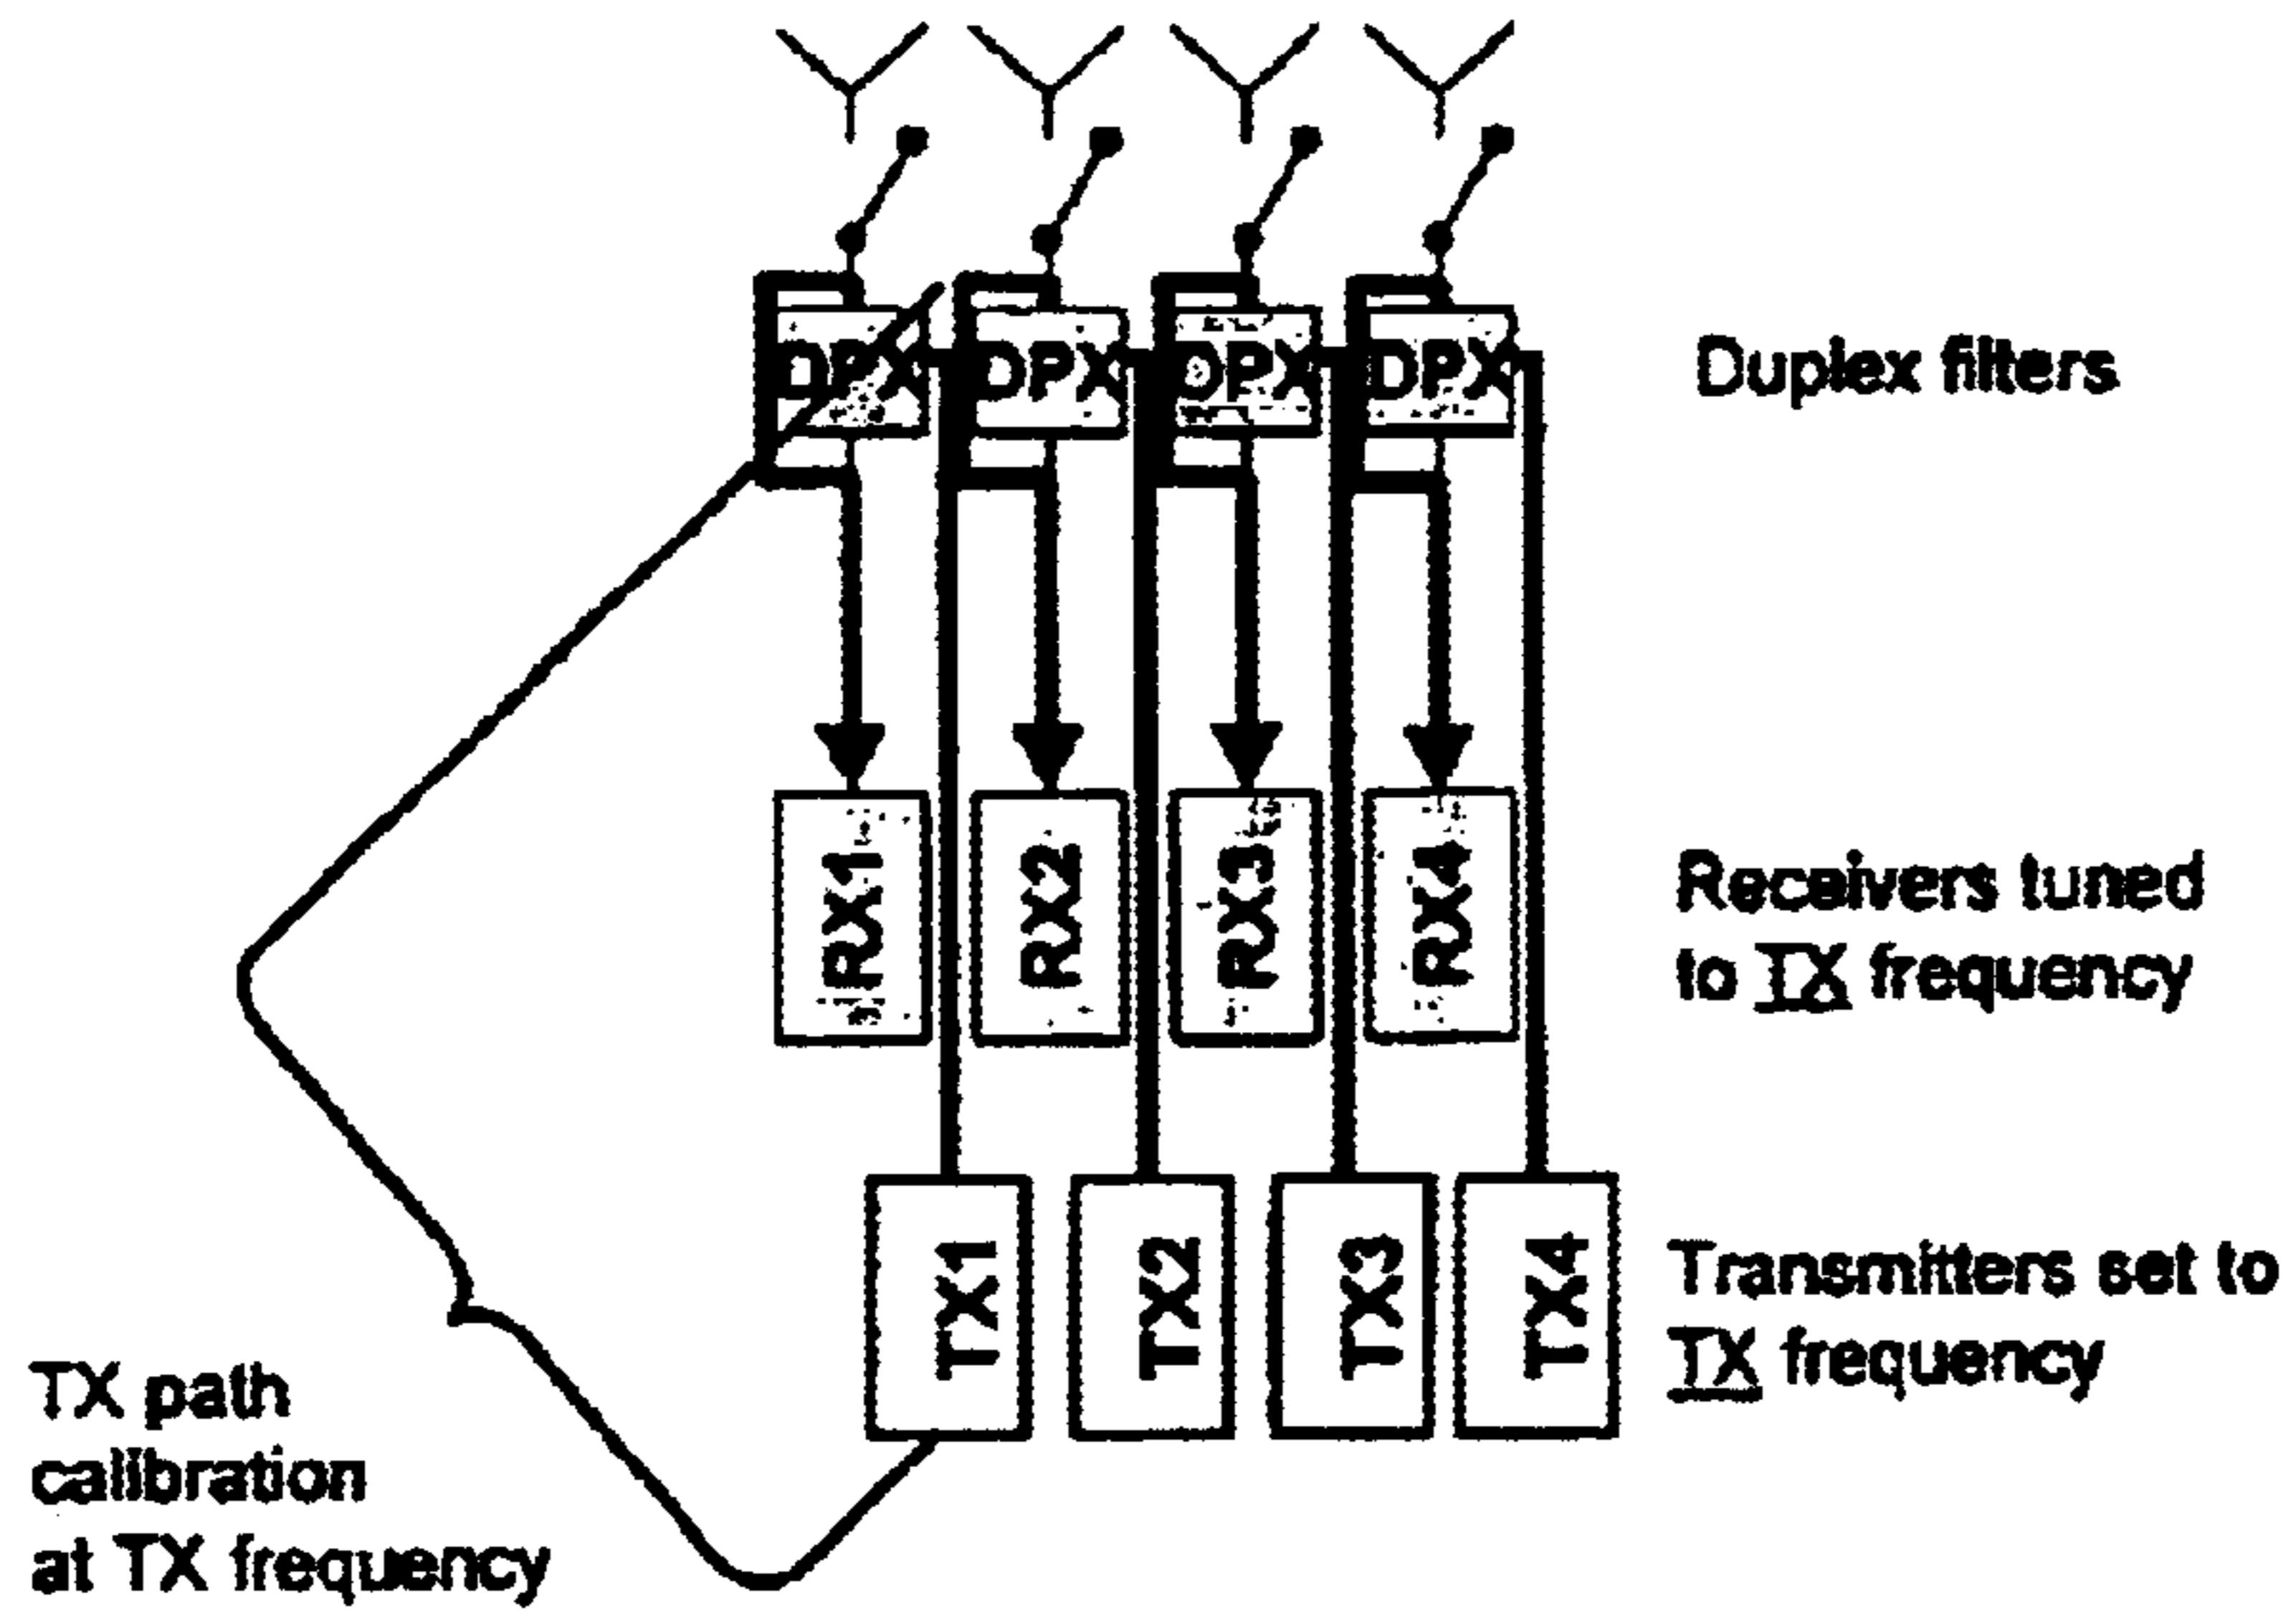 DPX DPX DPX DPX
Duplex filters
RX1 RX2 RX3 RX4
Receivers tuned
to TX frequency
TX1 TX2 TX3 TX4
Transmitters set to
TX frequency
TX path
calibration
at TX frequency